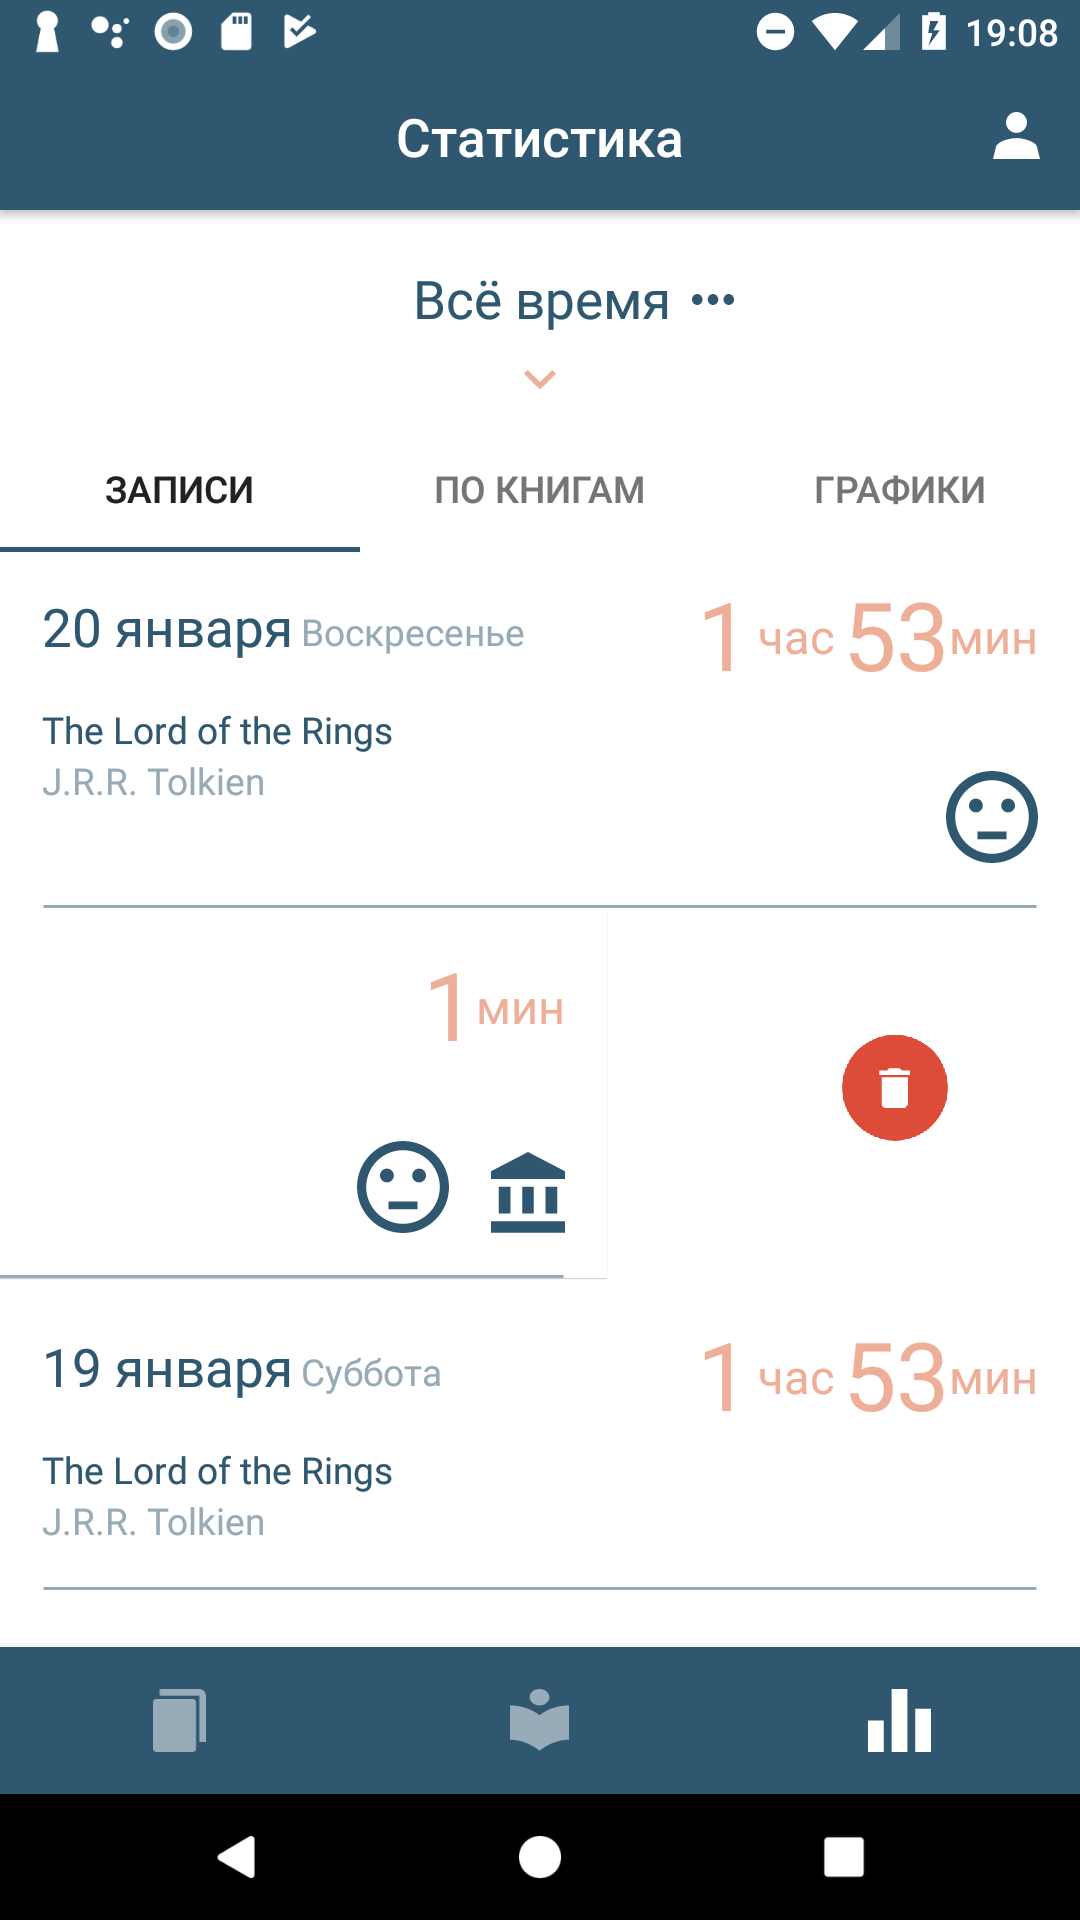 19:08
Статистика
Всё время •••
ЗАПИСИ ПО КНИГАМ ГРАФИКИ
20 января Воскресенье 1 час 53 мин
The Lord of the Rings
J.R.R. Tolkien
1 мин
19 января Суббота 1 час 53 мин
The Lord of the Rings
J.R.R. Tolkien